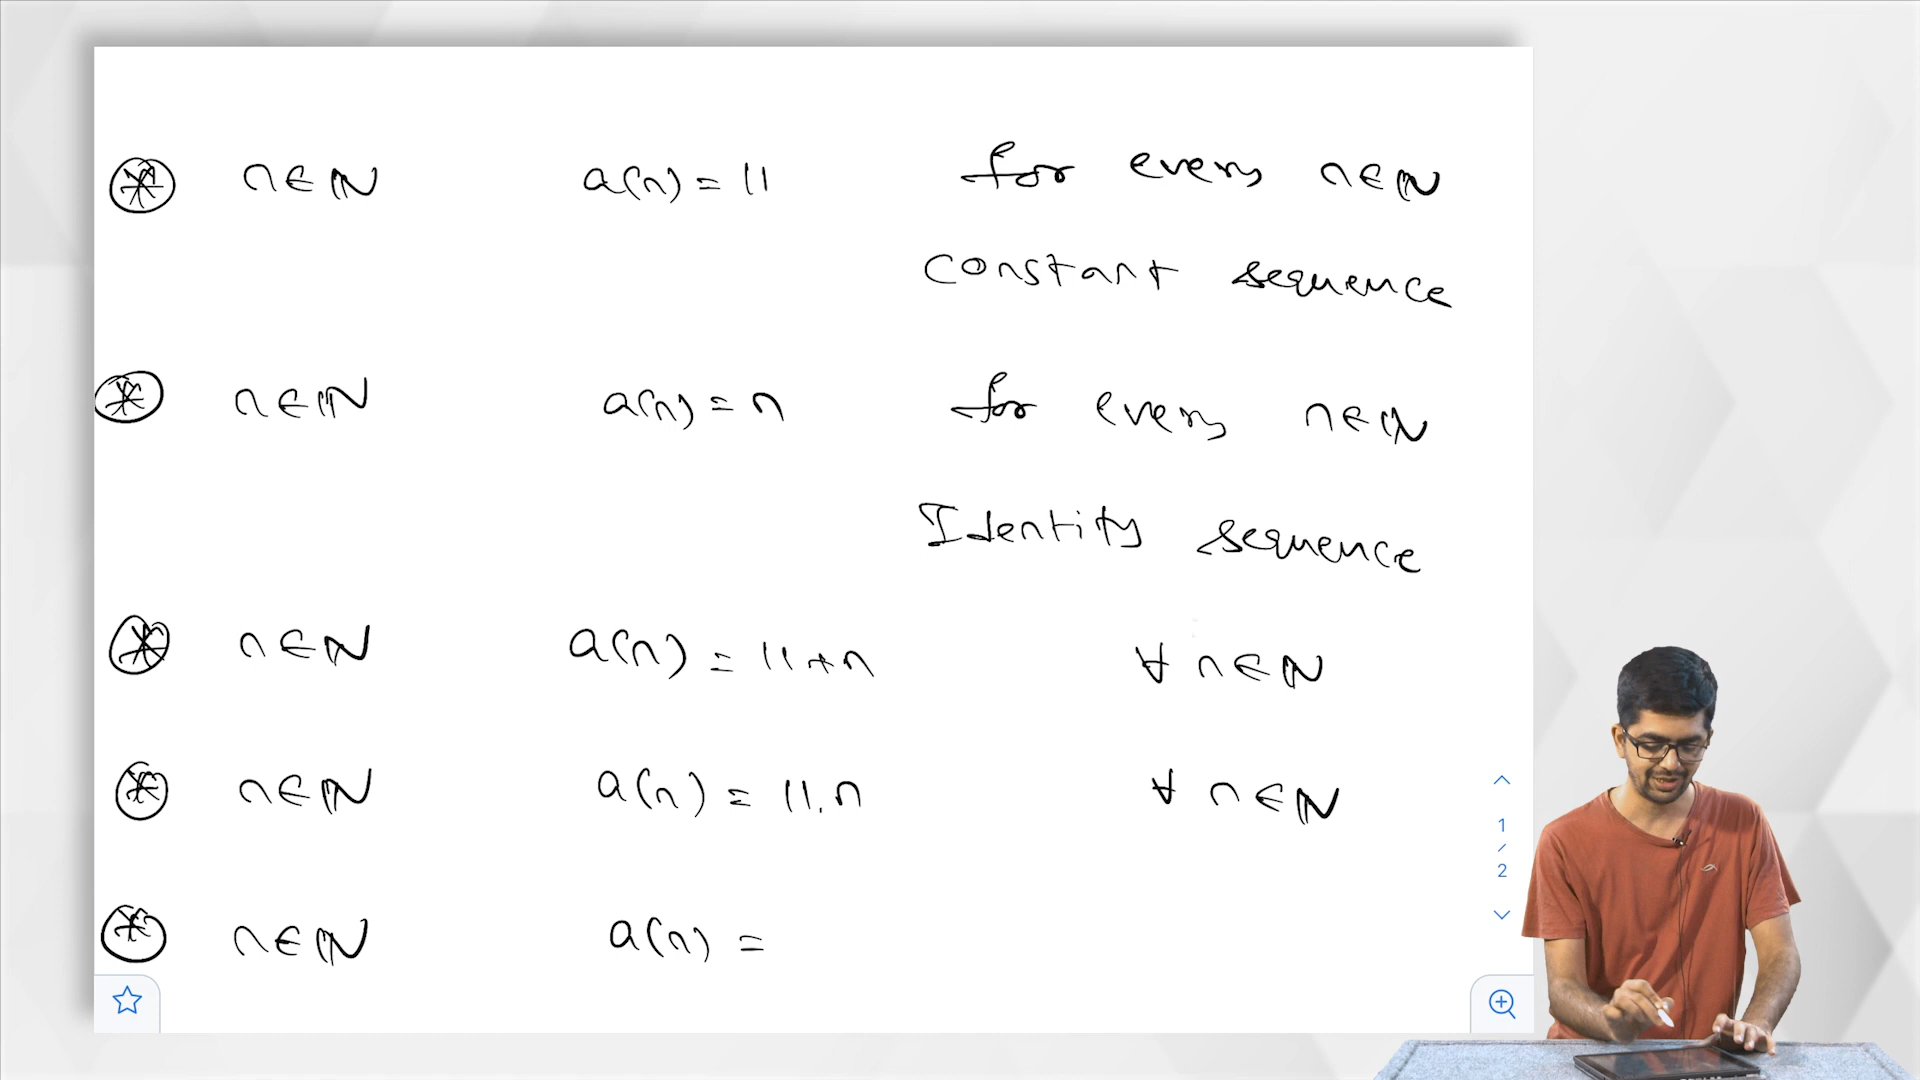 n∈ℕ a(n) = 11 for every n∈ℕ
constant sequence
n∈ℕ a(n) = n for every n∈ℕ
Identity sequence
n∈ℕ a(n) = 11+n ∀ n∈ℕ
n∈ℕ a(n) = 11.n ∀ n∈ℕ
n∈ℕ a(n) =
1
/
2